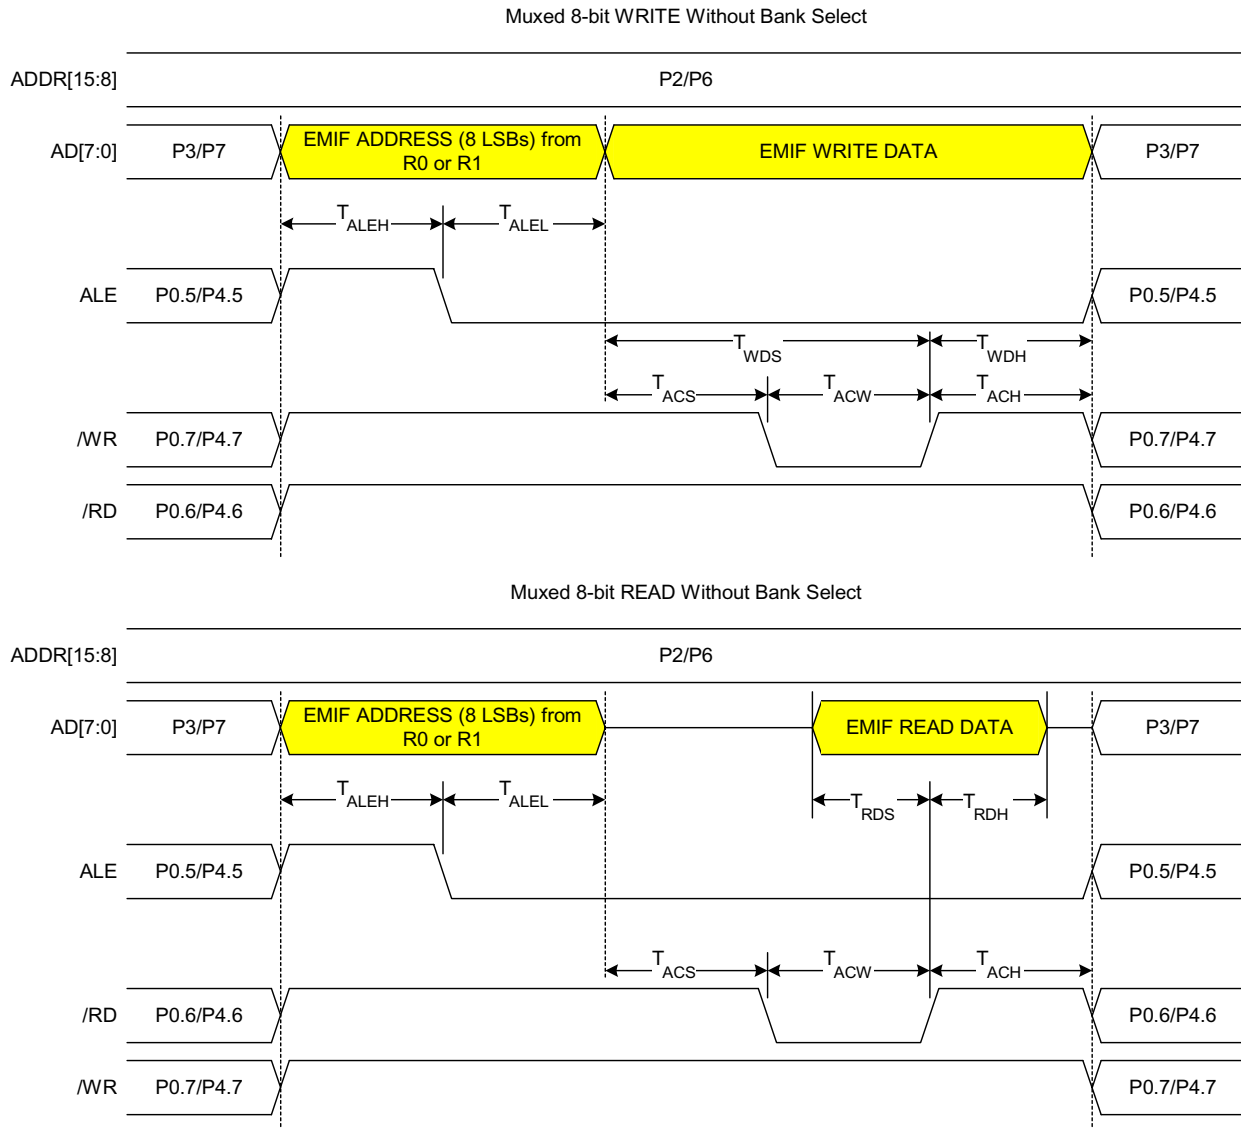 Muxed 8-bit WRITE Without Bank Select
ADDR[15:8] P2/P6
AD[7:0] P3/P7 EMIF ADDRESS (8 LSBs) from R0 or R1 EMIF WRITE DATA P3/P7
TALEH TALEL
ALE P0.5/P4.5 P0.5/P4.5
TWDS TWDH
TACS TACW TACH
/WR P0.7/P4.7 P0.7/P4.7
/RD P0.6/P4.6 P0.6/P4.6
Muxed 8-bit READ Without Bank Select
ADDR[15:8] P2/P6
AD[7:0] P3/P7 EMIF ADDRESS (8 LSBs) from R0 or R1 EMIF READ DATA P3/P7
TALEH TALEL TRDS TRDH
ALE P0.5/P4.5 P0.5/P4.5
TACS TACW TACH
/RD P0.6/P4.6 P0.6/P4.6
/WR P0.7/P4.7 P0.7/P4.7